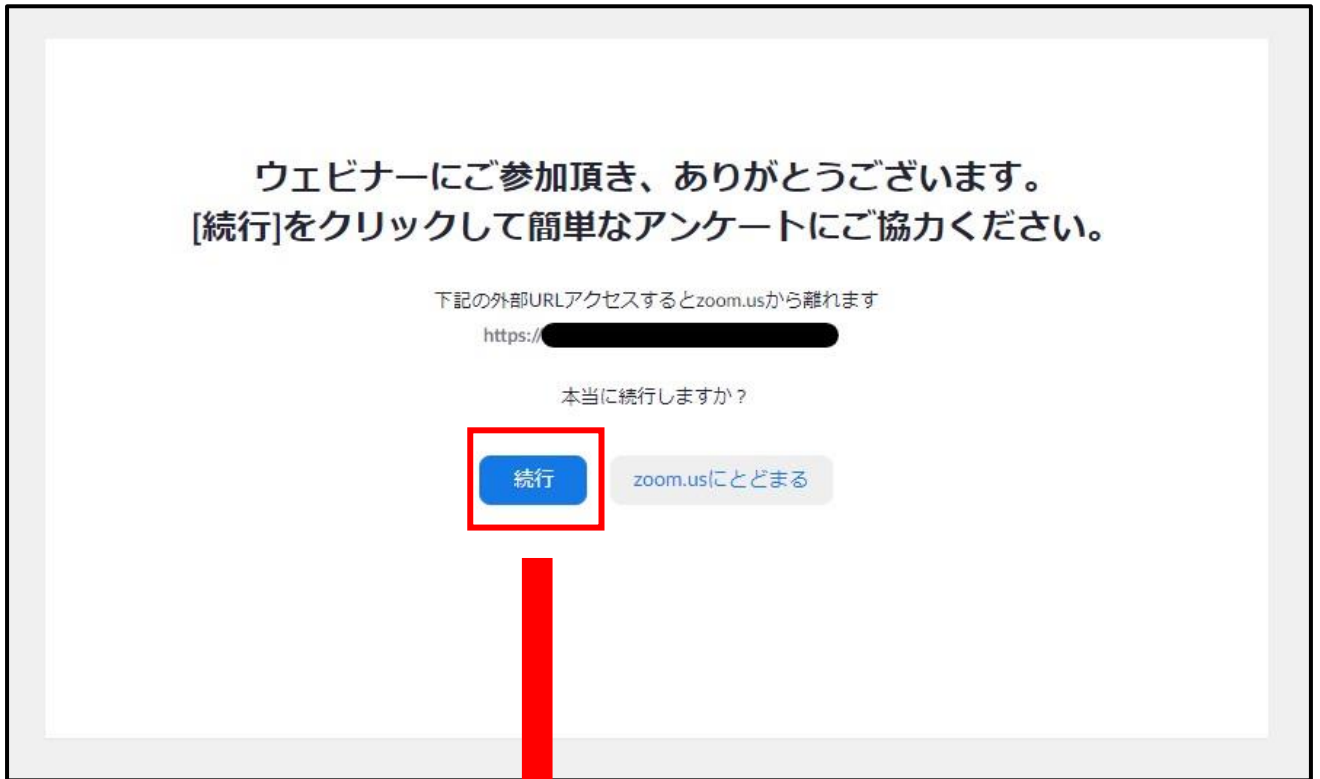 ウェビナーにご参加頂き、ありがとうございます。
[続行]をクリックして簡単なアンケートにご協力ください。
下記の外部URLアクセスするとzoom.usから離れます
https://
本当に続行しますか？
続行
zoom.usにとどまる